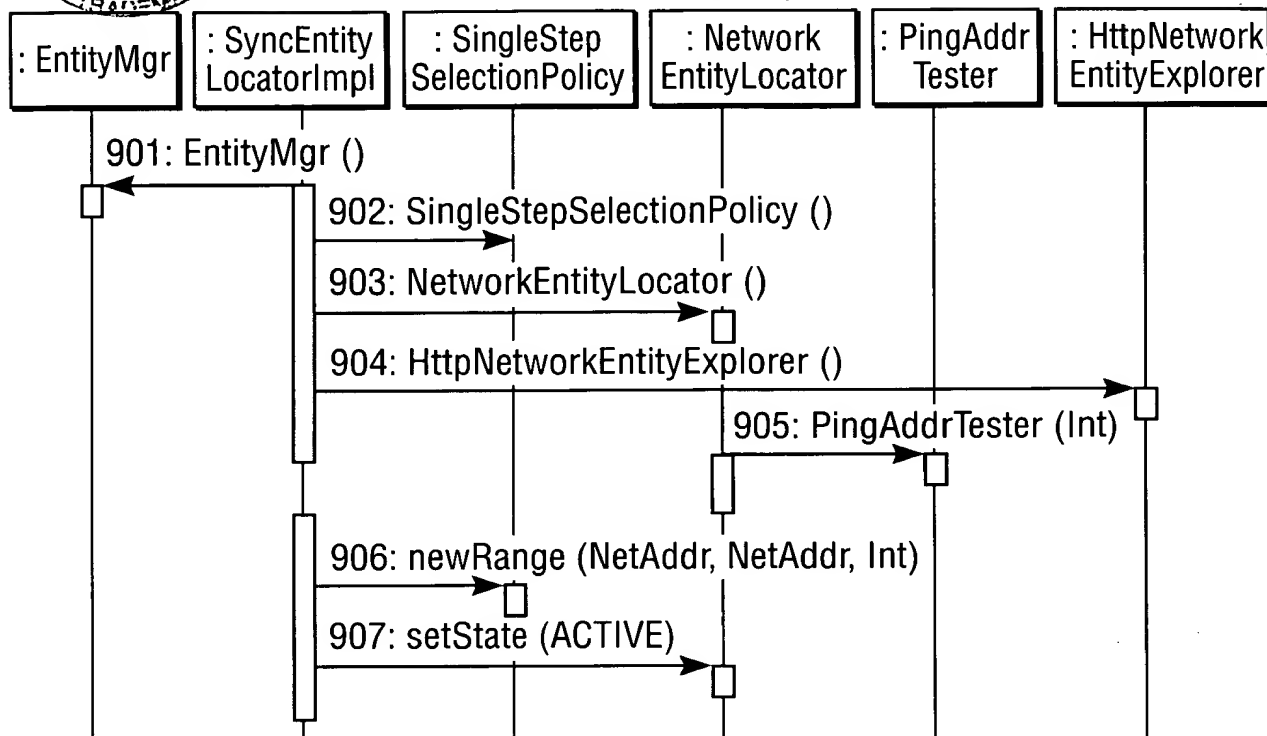 : EntityMgr
: SyncEntity
LocatorImpl
: SingleStep
SelectionPolicy
: Network
EntityLocator
: PingAddr
Tester
: HttpNetwork
EntityExplorer
901: EntityMgr ()
902: SingleStepSelectionPolicy ()
903: NetworkEntityLocator ()
904: HttpNetworkEntityExplorer ()
905: PingAddrTester (Int)
906: newRange (NetAddr, NetAddr, Int)
907: setState (ACTIVE)